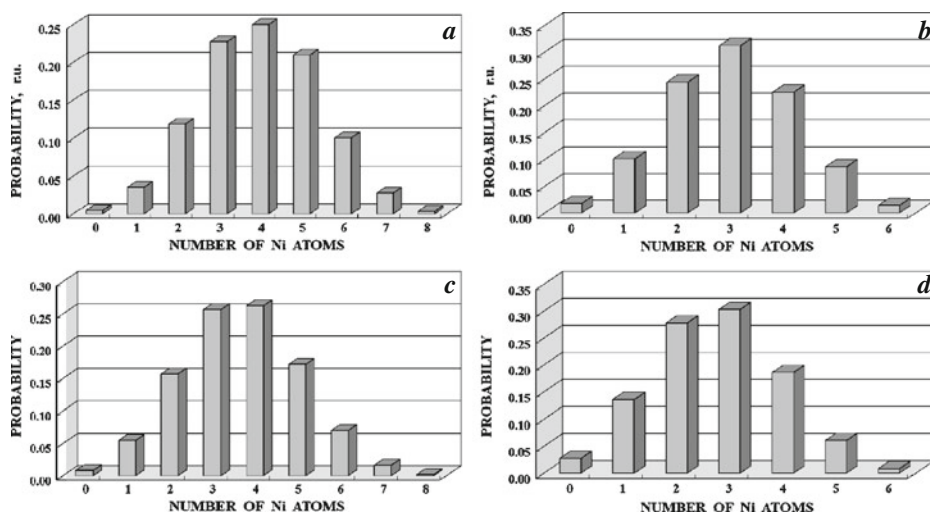 a
PROBABILITY, r.u.
0.25
0.20
0.15
0.10
0.05
0.00
0 1 2 3 4 5 6 7 8
NUMBER OF Ni ATOMS
b
PROBABILITY, r.u.
0.35
0.30
0.25
0.20
0.15
0.10
0.05
0.00
0 1 2 3 4 5 6
NUMBER OF Ni ATOMS
c
PROBABILITY
0.30
0.25
0.20
0.15
0.10
0.05
0.00
0 1 2 3 4 5 6 7 8
NUMBER OF Ni ATOMS
d
PROBABILITY
0.35
0.30
0.25
0.20
0.15
0.10
0.05
0.00
0 1 2 3 4 5 6
NUMBER OF Ni ATOMS